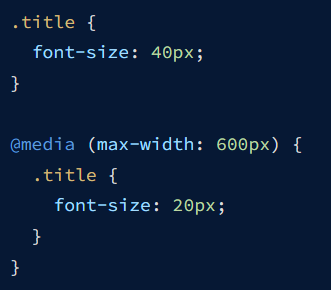 .title {
  font-size: 40px;
}

@media (max-width: 600px) {
  .title {
    font-size: 20px;
  }
}